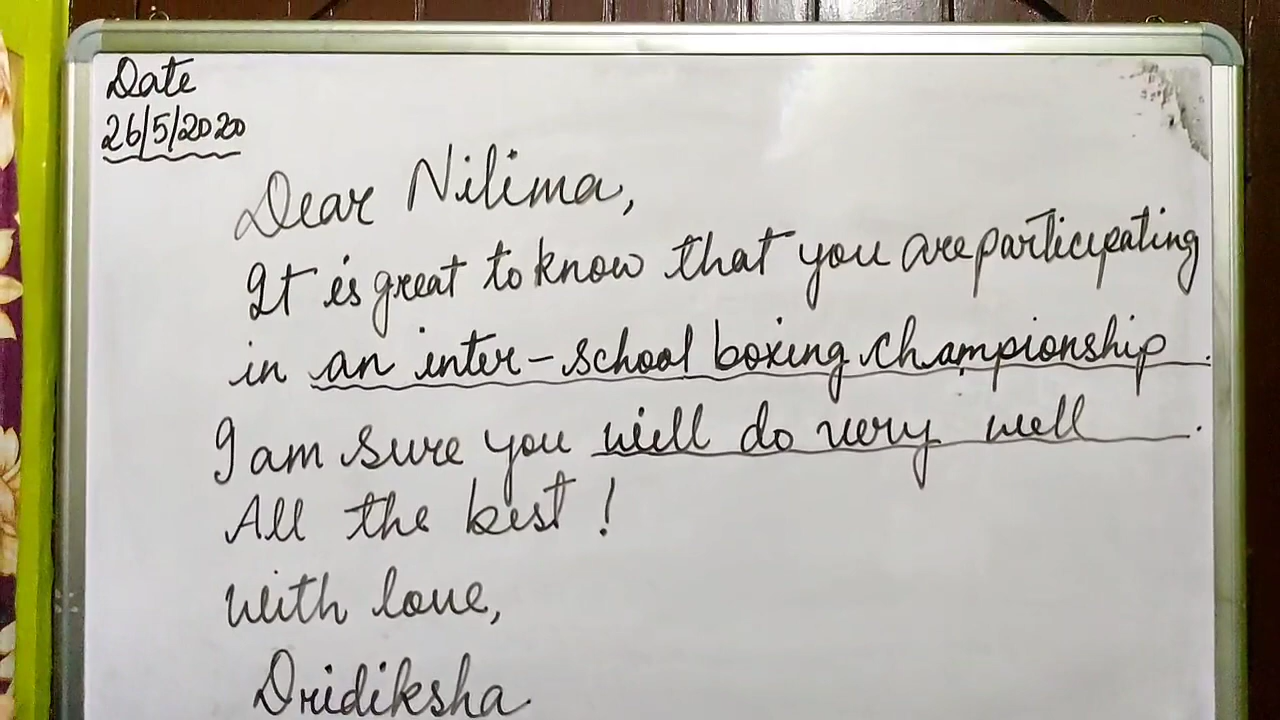 Date
26/5/2020
Dear Nilima,
It is great to know that you are participating
in an inter-school boxing championship.
I am sure you will do very well.
All the best!
with love,
Dridiksha